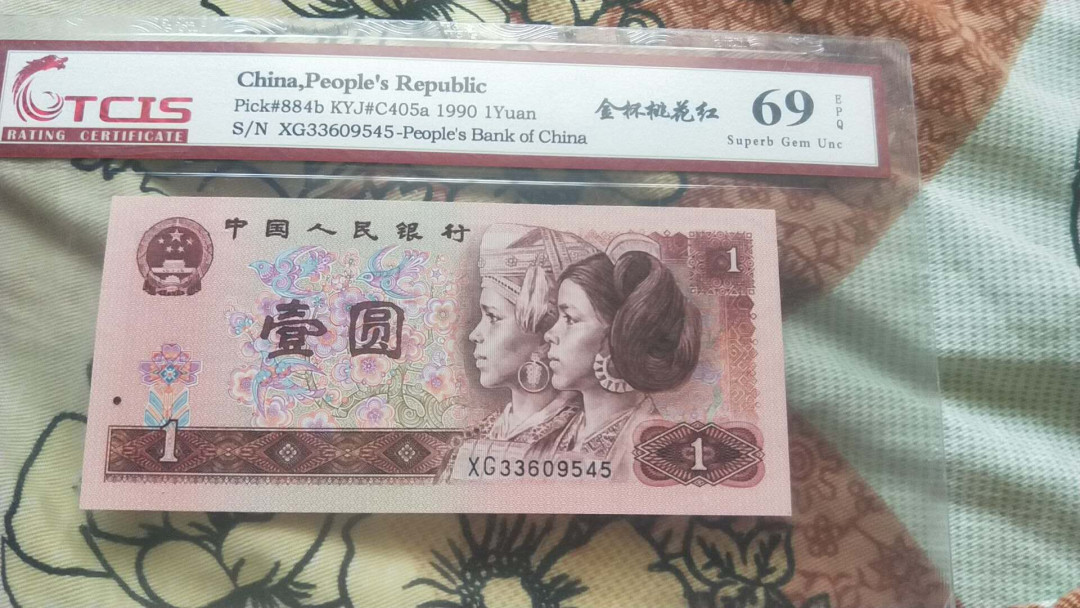 TCIS
RATING CERTIFICATE
China,People's Republic
Pick#884b KYJ#C405a 1990 1Yuan
S/N XG33609545-People's Bank of China
金杯桃花红
69
EPQ
Superb Gem Unc
中国人民银行
1
壹圆
1
XG33609545
1